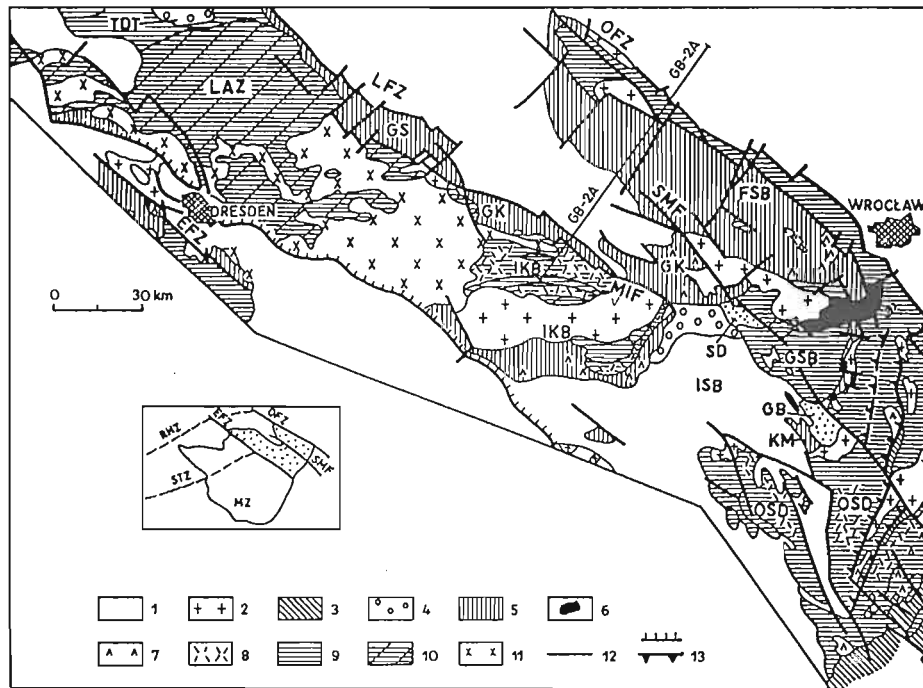 TDT
OFZ
GB-2A
LAZ
LFZ
GS
SMF
FSB
WROCŁAW
DRESDEN
EFZ
GK
GB-2A
GK
IKB
MIF
0 30 km
IKB
SD
GSB
ISB
GB
KM
EFZ
OFZ
RHZ
SMF
STZ
MZ
OSD
OSD
1 2 3 4 5 6
7 8 9 10 11 12 13